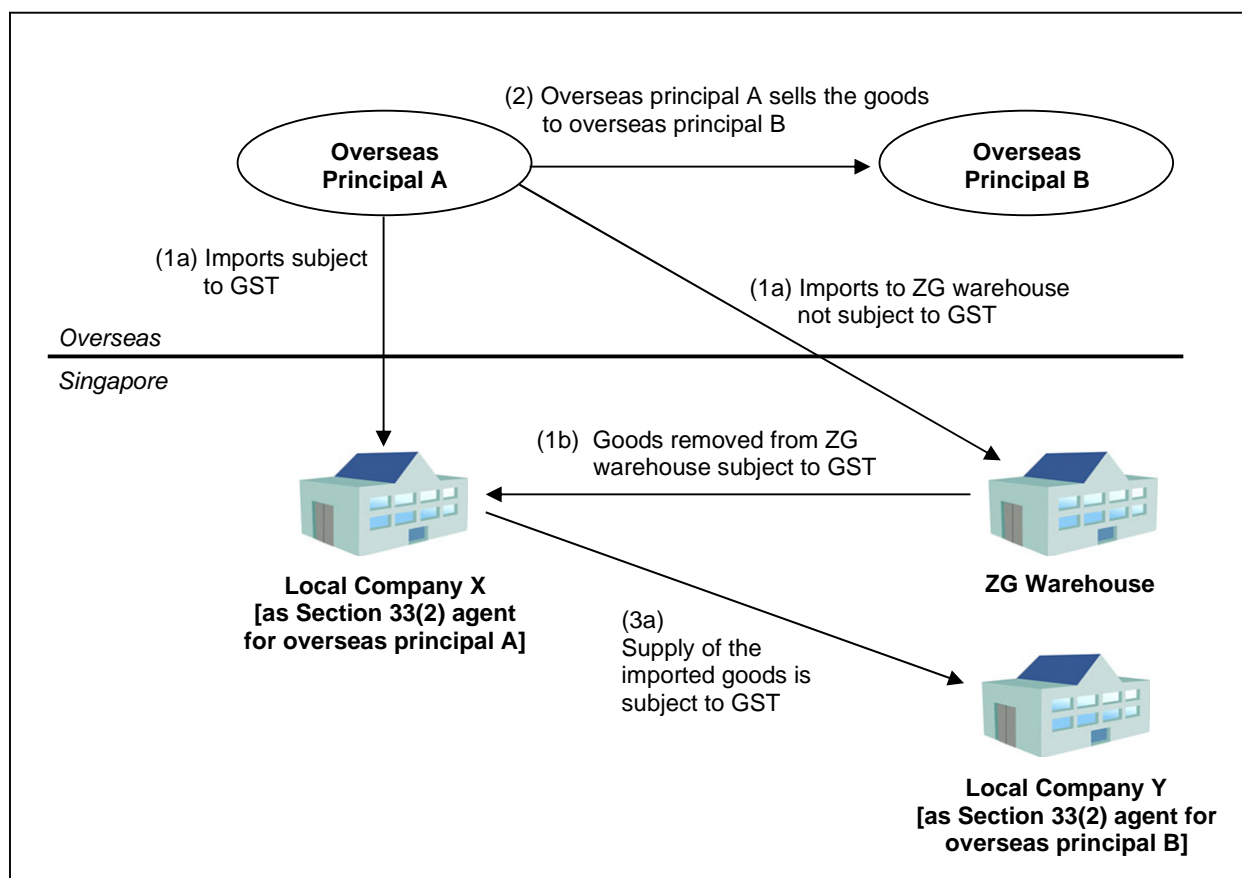 (2) Overseas principal A sells the goods
to overseas principal B
Overseas
Principal A
Overseas
Principal B
(1a) Imports subject
to GST
(1a) Imports to ZG warehouse
not subject to GST
Overseas
Singapore
(1b) Goods removed from ZG
warehouse subject to GST
Local Company X
[as Section 33(2) agent
for overseas principal A]
ZG Warehouse
(3a)
Supply of the
imported goods is
subject to GST
Local Company Y
[as Section 33(2) agent for
overseas principal B]